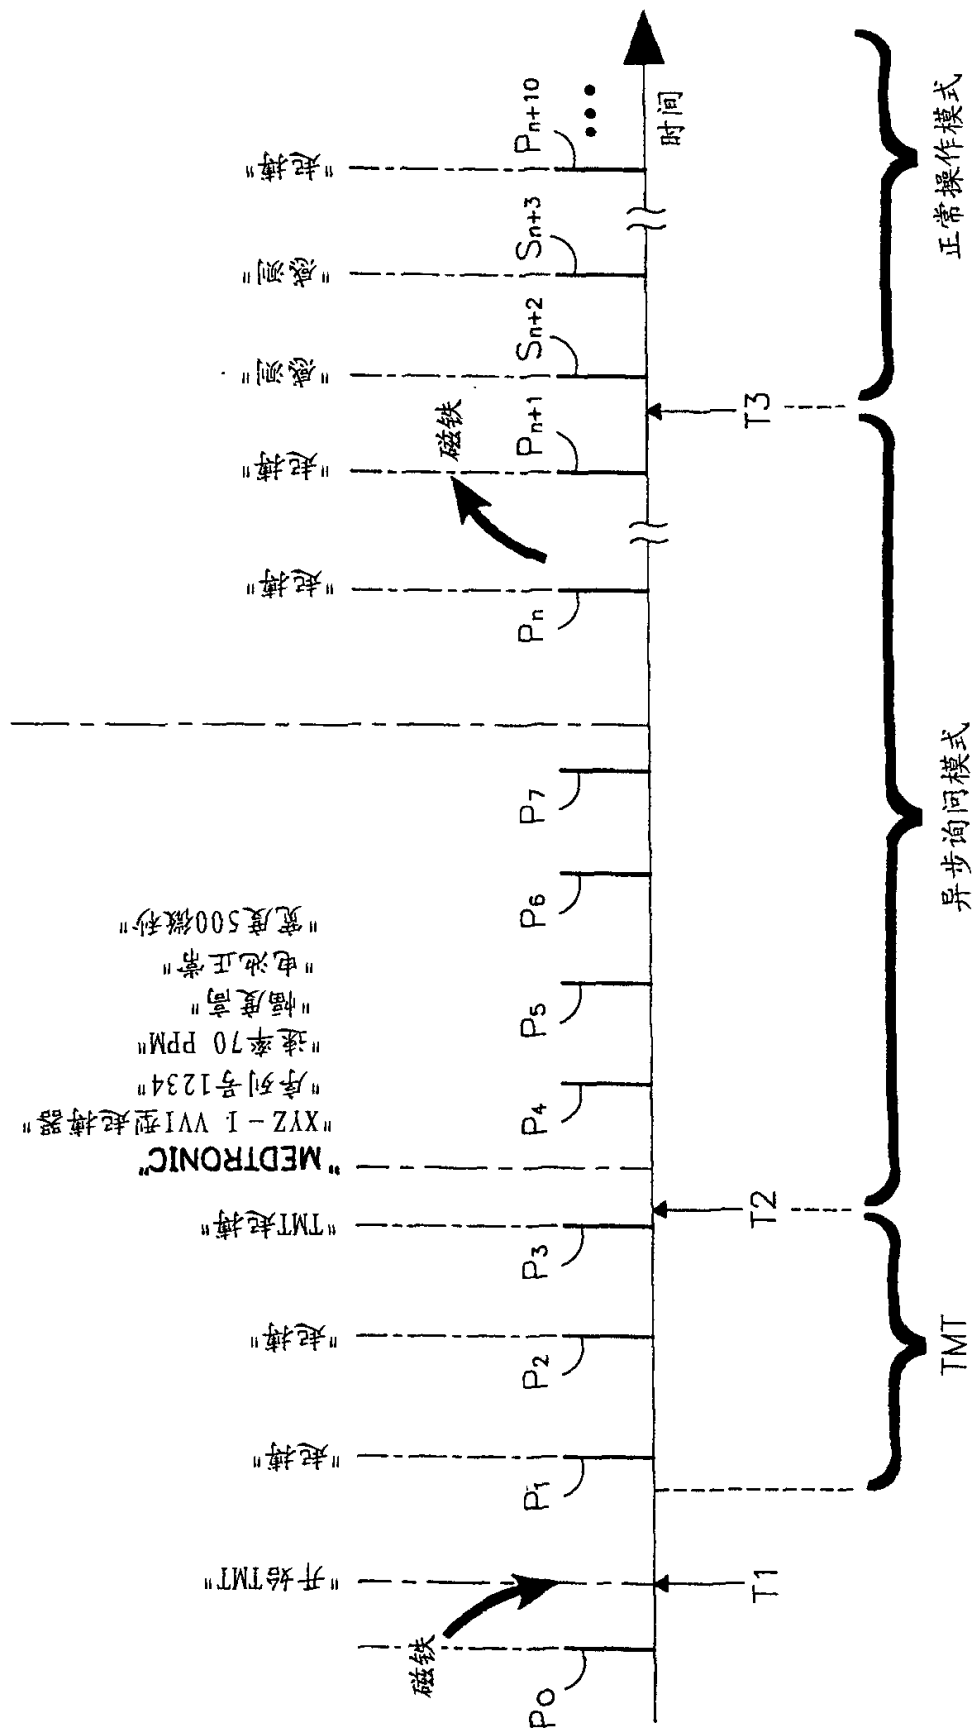 磁铁
"开始TMT"
"起搏"
"起搏"
"TMT起搏"
"MEDTRONIC"
"XYZ-I VVI型起搏器"
"序列号1234"
"速率70 PPM"
"幅度高"
"电池正常"
"宽度500微秒"
"起搏"
"起搏"
磁铁
"感测"
"感测"
"起搏"
P0
P1
P2
P3
P4
P5
P6
P7
Pn
Pn+1
Sn+2
Sn+3
Pn+10
时间
T1
T2
T3
TMT
异步询问模式
正常操作模式